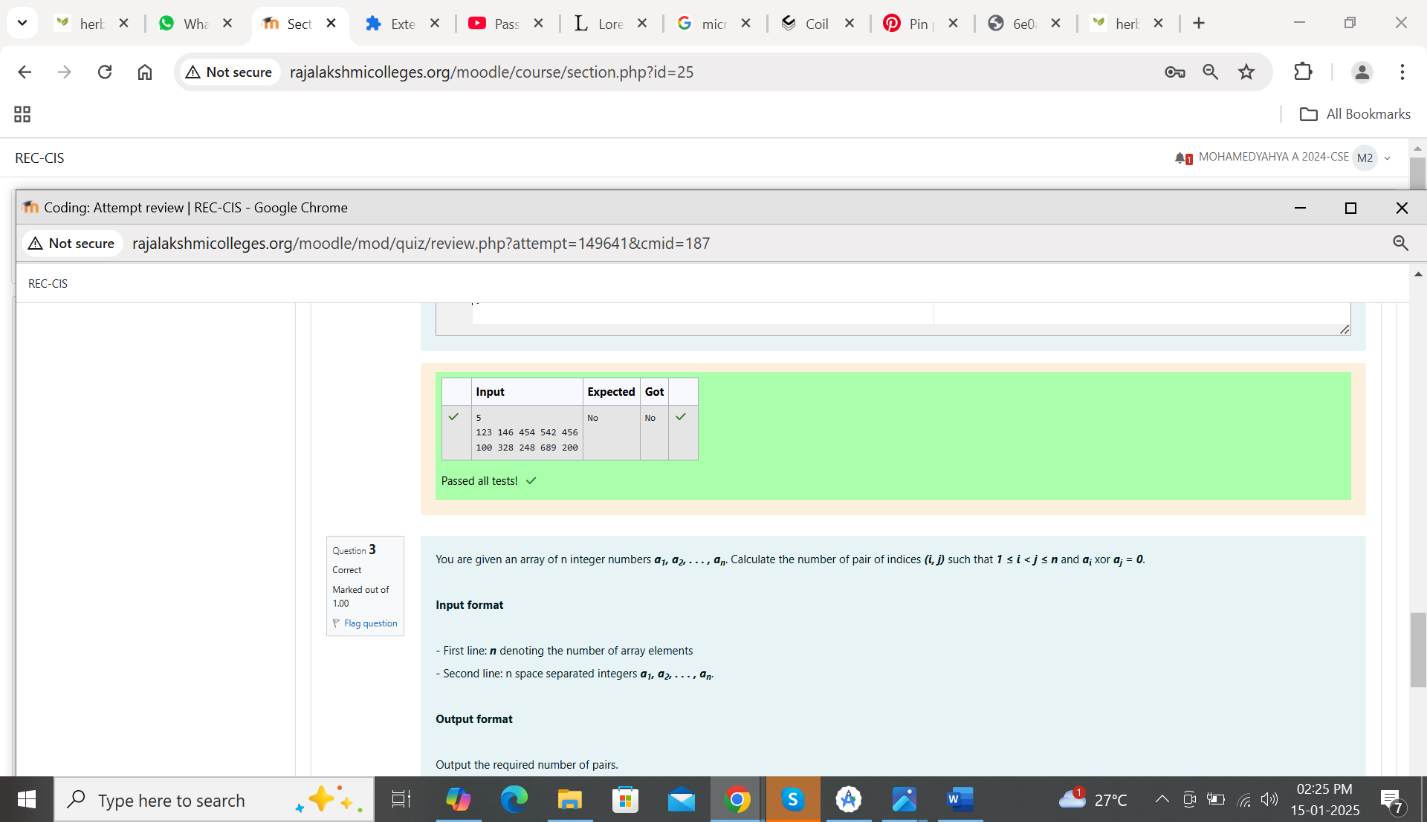 herb
Wha
Sect
Exte
Pass
L Lore
micr
Coil
Pin
6e0
herb
Not secure rajalakshmicolleges.org/moodle/course/section.php?id=25
All Bookmarks
REC-CIS
1 MOHAMEDYAHYA A 2024-CSE M2
Coding: Attempt review | REC-CIS - Google Chrome
Not secure rajalakshmicolleges.org/moodle/mod/quiz/review.php?attempt=149641&cmid=187
REC-CIS
Input Expected Got
5 No No
123 146 454 542 456
100 328 248 689 200
Passed all tests!
Question 3
Correct
Marked out of
1.00
Flag question
You are given an array of n integer numbers a1, a2, . . . , an. Calculate the number of pair of indices (i, j) such that 1 ≤ i < j ≤ n and ai xor aj = 0.
Input format
- First line: n denoting the number of array elements
- Second line: n space separated integers a1, a2, . . . , an.
Output format
Output the required number of pairs.
Type here to search
1 27°C
02:25 PM
15-01-2025
7